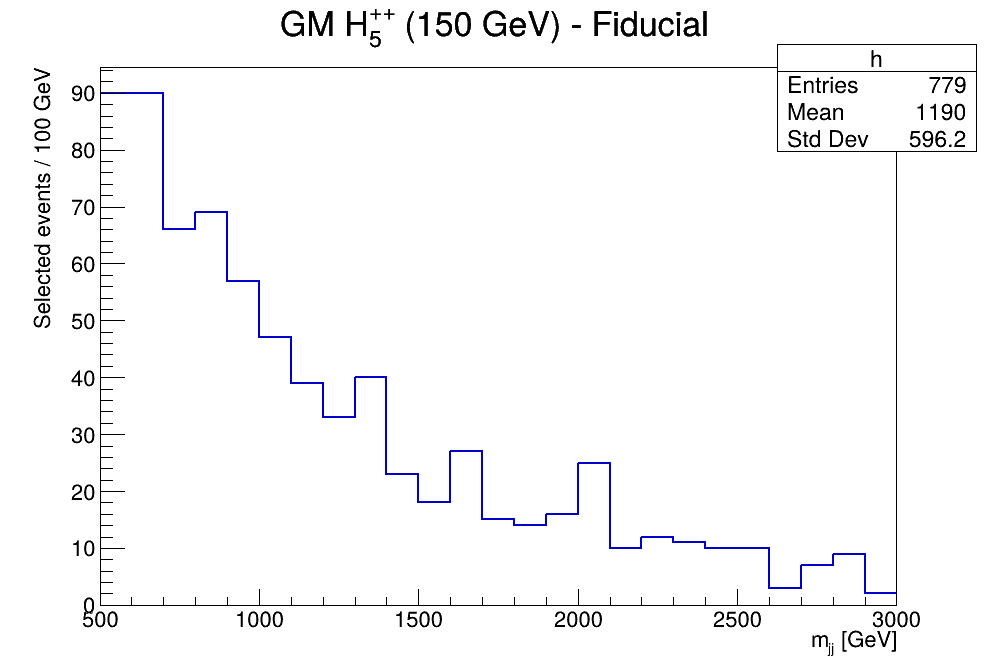 GM H5++ (150 GeV) - Fiducial
h
Entries 779
Mean 1190
Std Dev 596.2
Selected events / 100 GeV
90
80
70
60
50
40
30
20
10
0
500 1000 1500 2000 2500 3000
mjj [GeV]